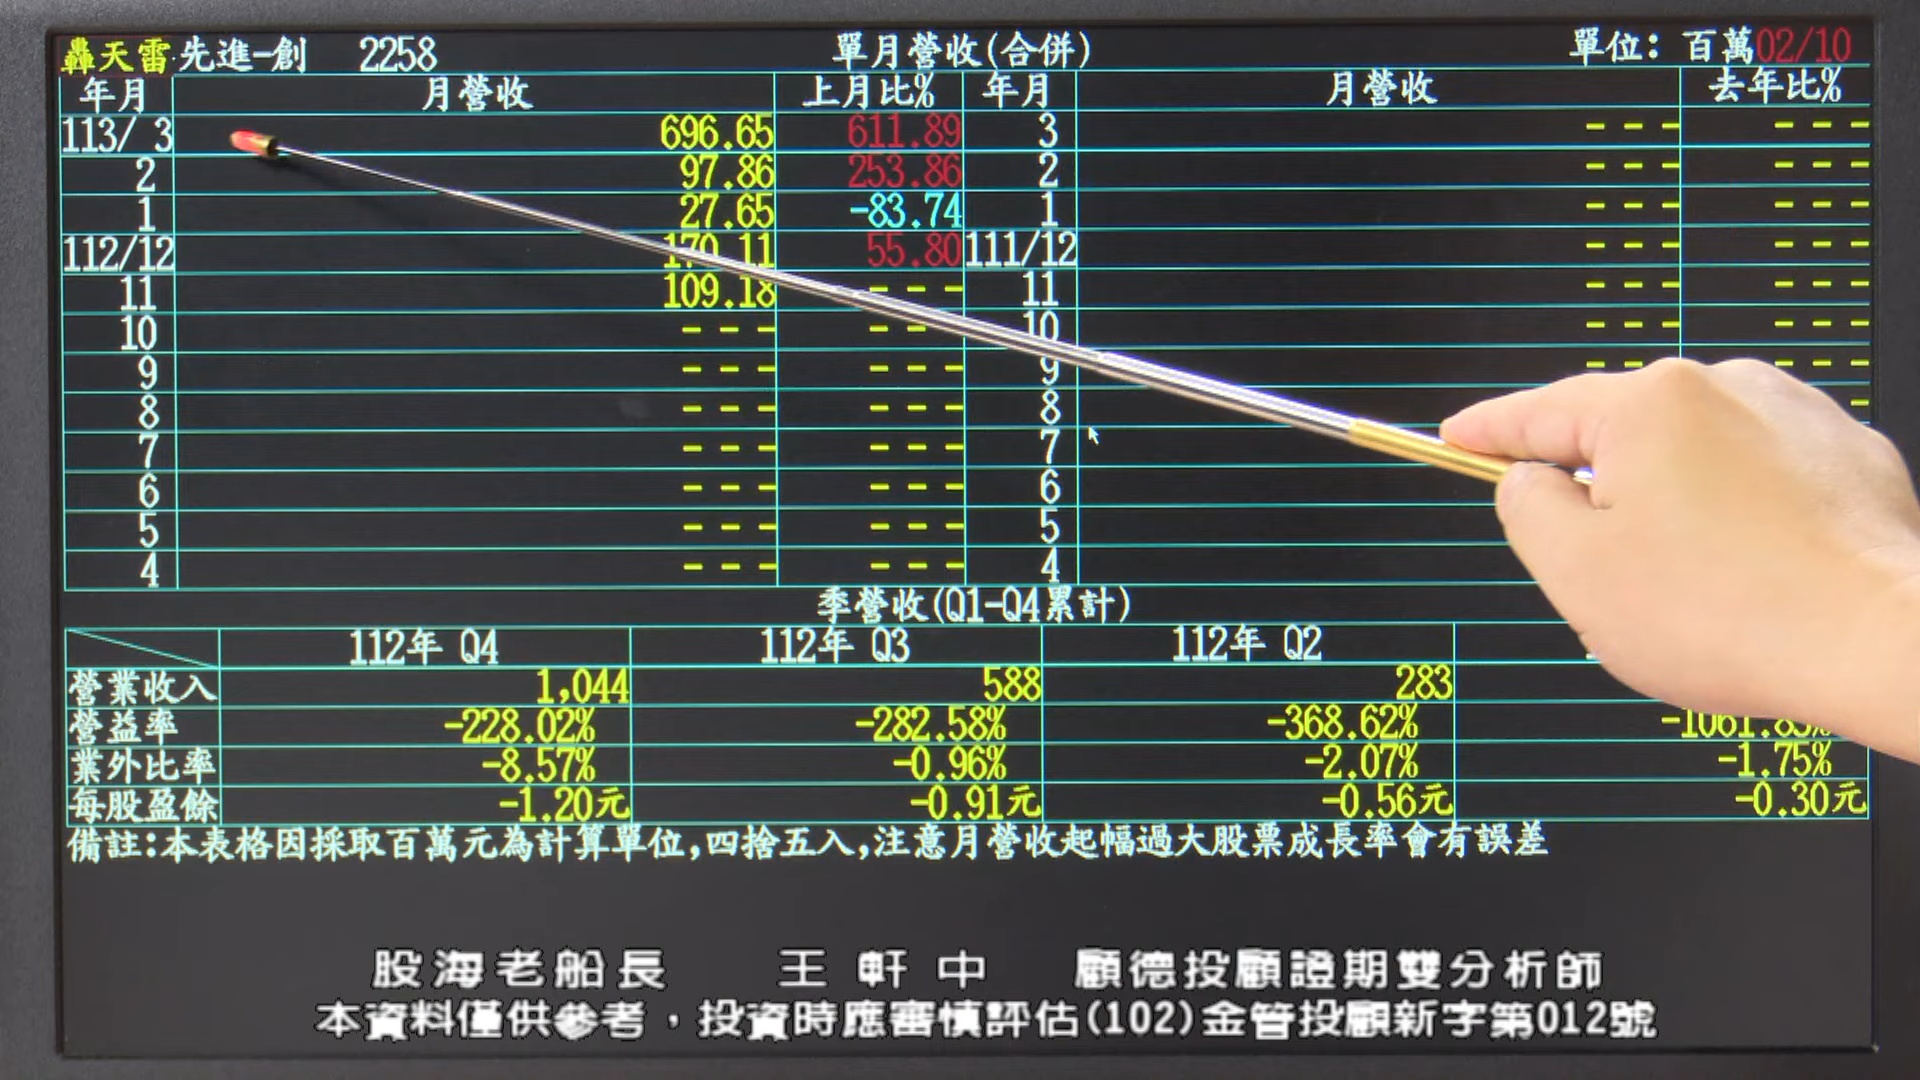 轟天雷 先進-創 2258 單月營收(合併) 單位: 百萬 02/10
年月 月營收 上月比% 年月 月營收 去年比%
113/ 3 696.65 611.89 3 --- ---
2 97.86 253.86 2 --- ---
1 27.65 -83.74 1 --- ---
112/12 170.11 55.80 111/12 --- ---
11 109.18 --- 11 --- ---
10 --- --- 10 --- ---
9 --- --- 9 ---
8 --- --- 8
7 --- --- 7
6 --- --- 6
5 --- --- 5
4 --- --- 4
季營收(Q1-Q4累計)
112年 Q4 112年 Q3 112年 Q2
營業收入 1,044 588 283
營益率 -228.02% -282.58% -368.62% -1061.85%
業外比率 -8.57% -0.96% -2.07% -1.75%
每股盈餘 -1.20元 -0.91元 -0.56元 -0.30元
備註:本表格因採取百萬元為計算單位,四捨五入,注意月營收起幅過大股票成長率會有誤差
股海老船長 王軒中 顧德投顧證期雙分析師
本資料僅供參考，投資時應審慎評估(102)金管投顧新字第012號